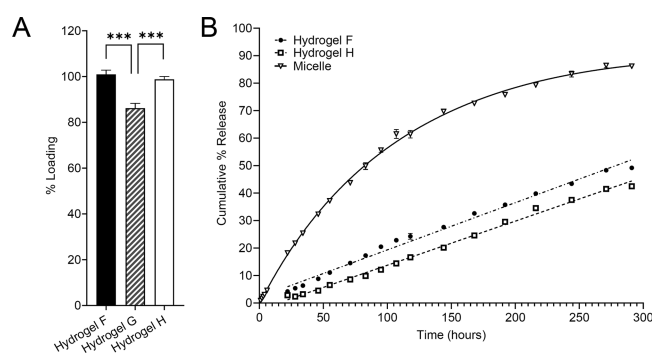 A
% Loading
120
100
80
60
40
20
0
*** ***
Hydrogel F
Hydrogel G
Hydrogel H
B
Cumulative % Release
100
90
80
70
60
50
40
30
20
10
0
Hydrogel F
Hydrogel H
Micelle
0 50 100 150 200 250 300
Time (hours)